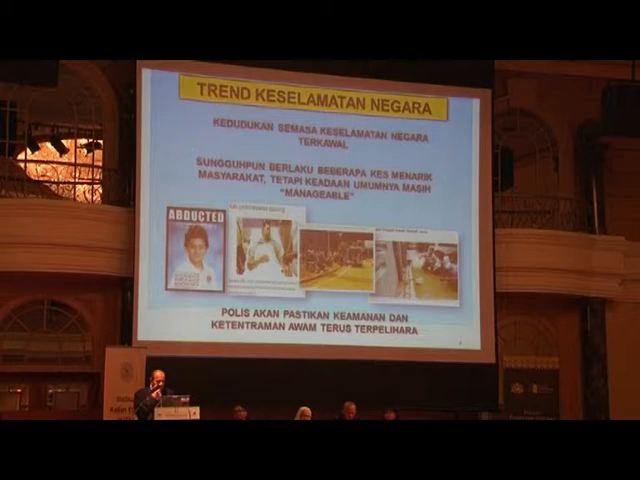 TREND KESELAMATAN NEGARA
KEDUDUKAN SEMASA KESELAMATAN NEGARA
TERKAWAL
SUNGGUHPUN BERLAKU BEBERAPA KES MENARIK
MASYARAKAT, TETAPI KEADAAN UMUMNYA MASIH
"MANAGEABLE"
ABDUCTED
POLIS AKAN PASTIKAN KEAMANAN DAN
KETENTRAMAN AWAM TERUS TERPELIHARA